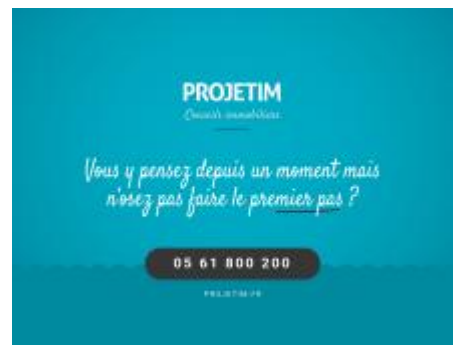 PROJETIM
Conseils immobiliers
Vous y pensez depuis un moment mais
n'osez pas faire le premier pas ?
05 61 800 200
PROJETIM.FR